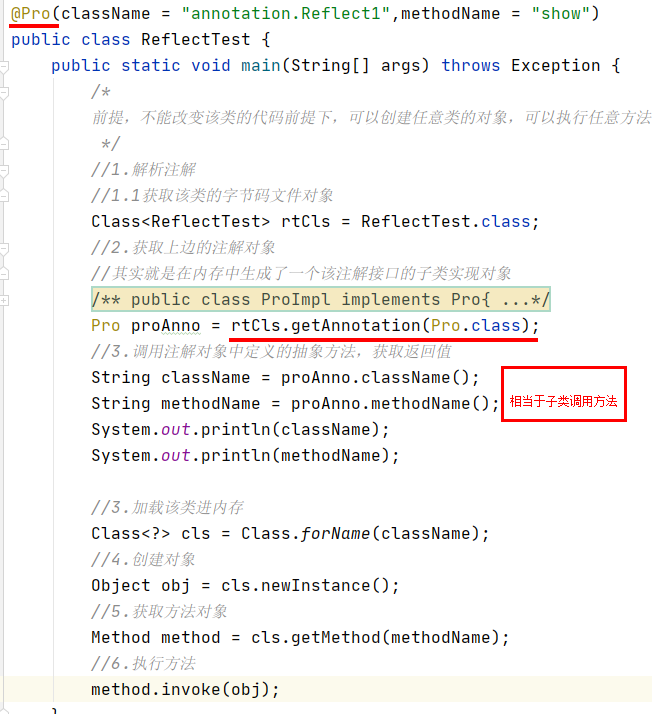 @Pro(className = "annotation.Reflect1",methodName = "show")
public class ReflectTest {
public static void main(String[] args) throws Exception {
/*
前提，不能改变该类的代码前提下，可以创建任意类的对象，可以执行任意方法
*/
//1.解析注解
//1.1获取该类的字节码文件对象
Class<ReflectTest> rtCls = ReflectTest.class;
//2.获取上边的注解对象
//其实就是在内存中生成了一个该注解接口的子类实现对象
/** public class ProImpl implements Pro{ ...*/
Pro proAnno = rtCls.getAnnotation(Pro.class);
//3.调用注解对象中定义的抽象方法，获取返回值
String className = proAnno.className();
String methodName = proAnno.methodName();
相当于子类调用方法
System.out.println(className);
System.out.println(methodName);
//3.加载该类进内存
Class<?> cls = Class.forName(className);
//4.创建对象
Object obj = cls.newInstance();
//5.获取方法对象
Method method = cls.getMethod(methodName);
//6.执行方法
method.invoke(obj);
}